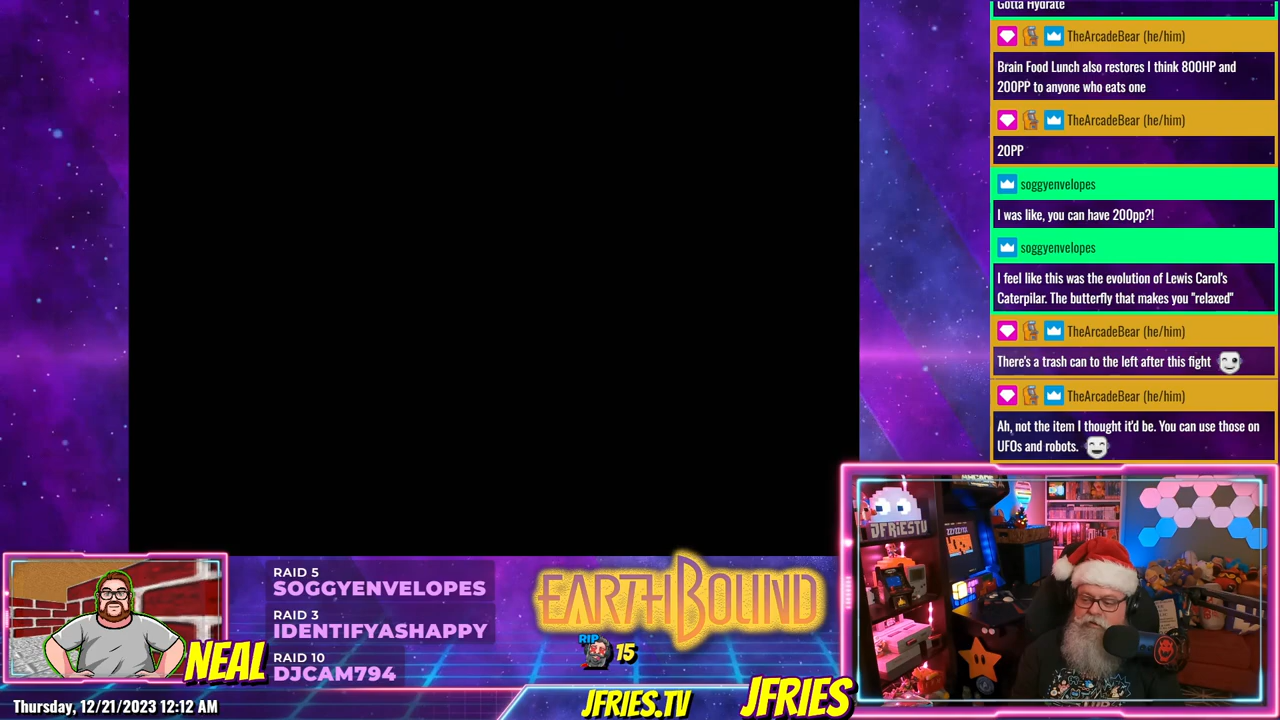 Gotta Hydrate
TheArcadeBear (he/him)
Brain Food Lunch also restores I think 800HP and
200PP to anyone who eats one
TheArcadeBear (he/him)
20PP
soggyenvelopes
I was like, you can have 200pp?!
soggyenvelopes
I feel like this was the evolution of Lewis Carol's
Caterpilar. The butterfly that makes you "relaxed"
TheArcadeBear (he/him)
There's a trash can to the left after this fight
TheArcadeBear (he/him)
Ah, not the item I thought it'd be. You can use those on
UFOs and robots.
NEAL
RAID 5
SOGGYENVELOPES
RAID 3
IDENTIFYASHAPPY
RAID 10
DJCAM794
EARTHBOUND
RIP
15
JFRIES.TV
JFRIES
Thursday, 12/21/2023 12:12 AM